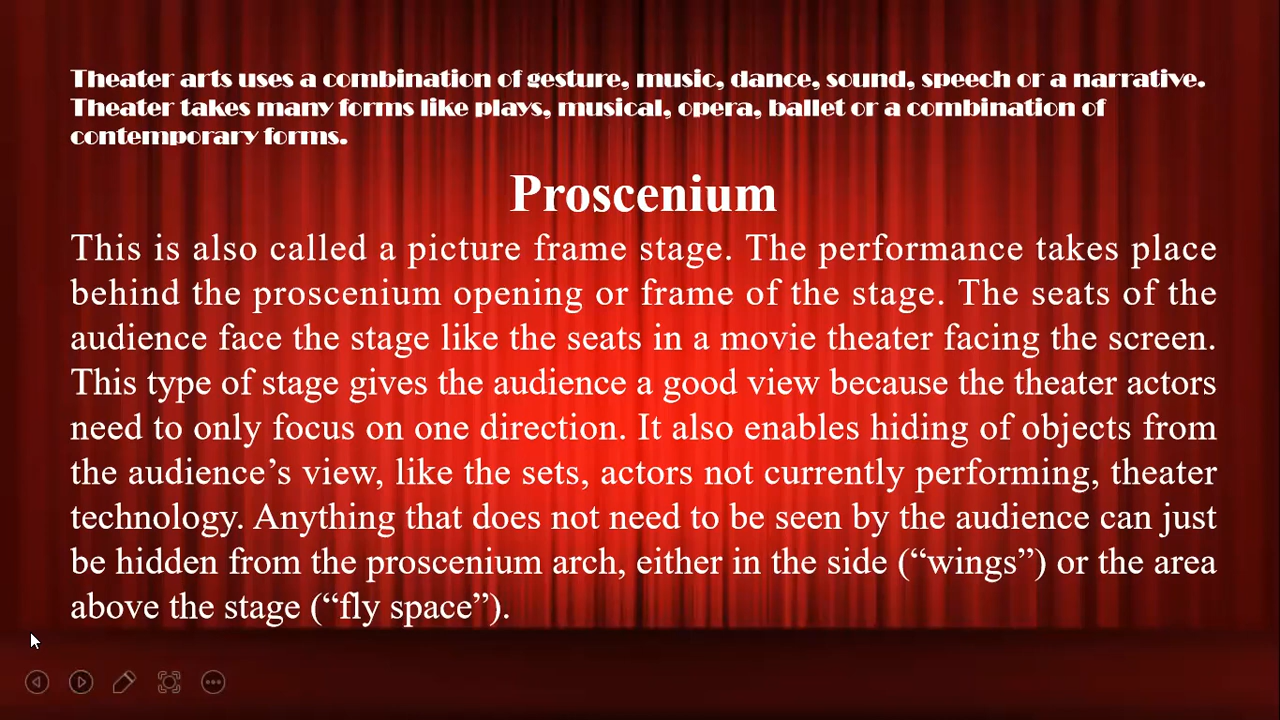 Theater arts uses a combination of gesture, music, dance, sound, speech or a narrative.
Theater takes many forms like plays, musical, opera, ballet or a combination of
contemporary forms.
Proscenium
This is also called a picture frame stage. The performance takes place
behind the proscenium opening or frame of the stage. The seats of the
audience face the stage like the seats in a movie theater facing the screen.
This type of stage gives the audience a good view because the theater actors
need to only focus on one direction. It also enables hiding of objects from
the audience’s view, like the sets, actors not currently performing, theater
technology. Anything that does not need to be seen by the audience can just
be hidden from the proscenium arch, either in the side (“wings”) or the area
above the stage (“fly space”).